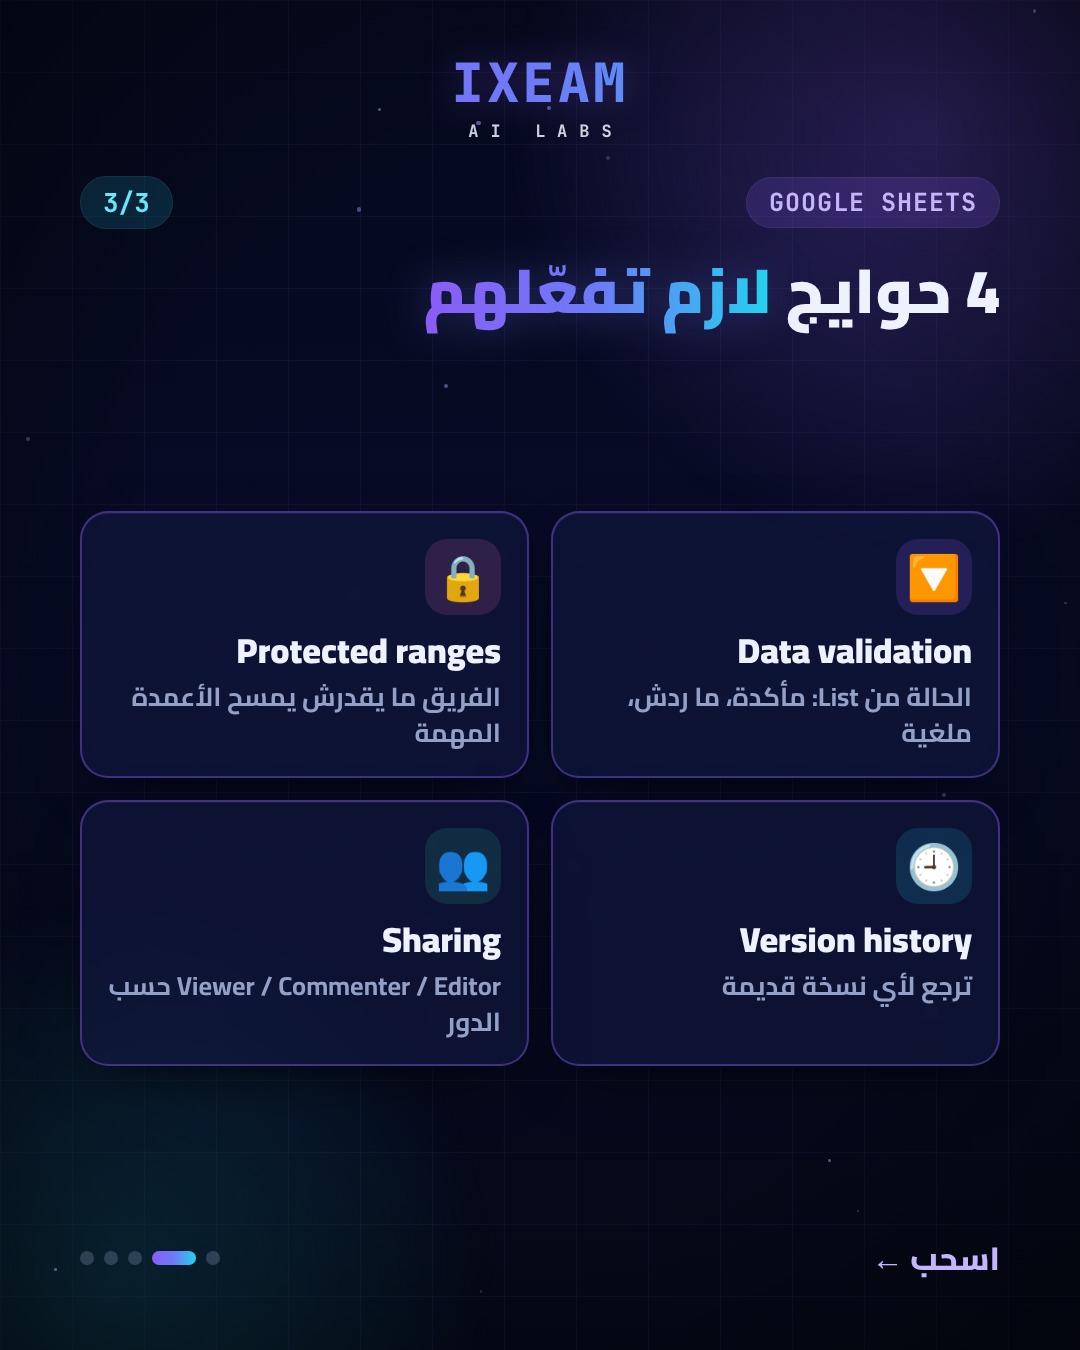 IXEAM
AI LABS
GOOGLE SHEETS
3/3
4 حوايج لازم تفعّلهم
Data validation
الحالة من List: مأكدة، ما ردش،
ملغية
Protected ranges
الفريق ما يقدرش يمسح الأعمدة
المهمة
Version history
ترجع لأي نسخة قديمة
Sharing
Viewer / Commenter / Editor حسب
الدور
اسحب ←